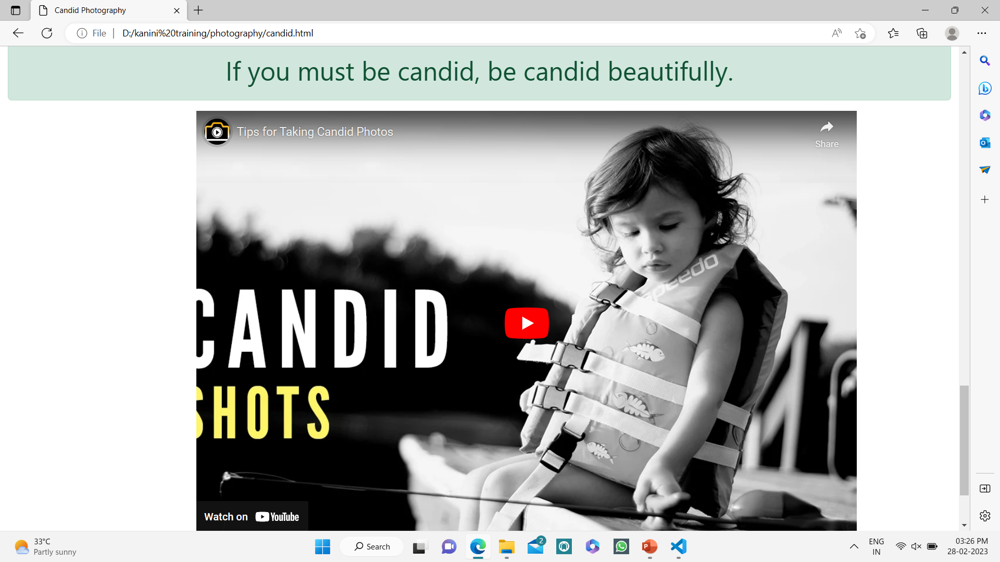 Candid Photography
File
D:/kanini%20training/photography/candid.html
If you must be candid, be candid beautifully.
Tips for Taking Candid Photos
Share
speedo
CANDID
SHOTS
Watch on YouTube
33°C
Partly sunny
Search
2
ENG
IN
03:26 PM
28-02-2023